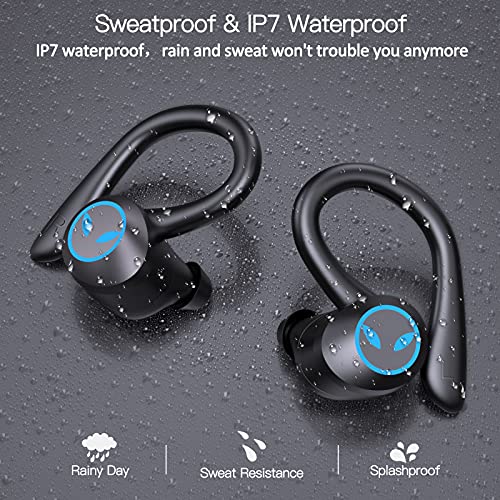 Sweatproof & IP7 Waterproof
IP7 waterproof，rain and sweat won't trouble you anymore
Rainy Day
Sweat Resistance
Splashproof